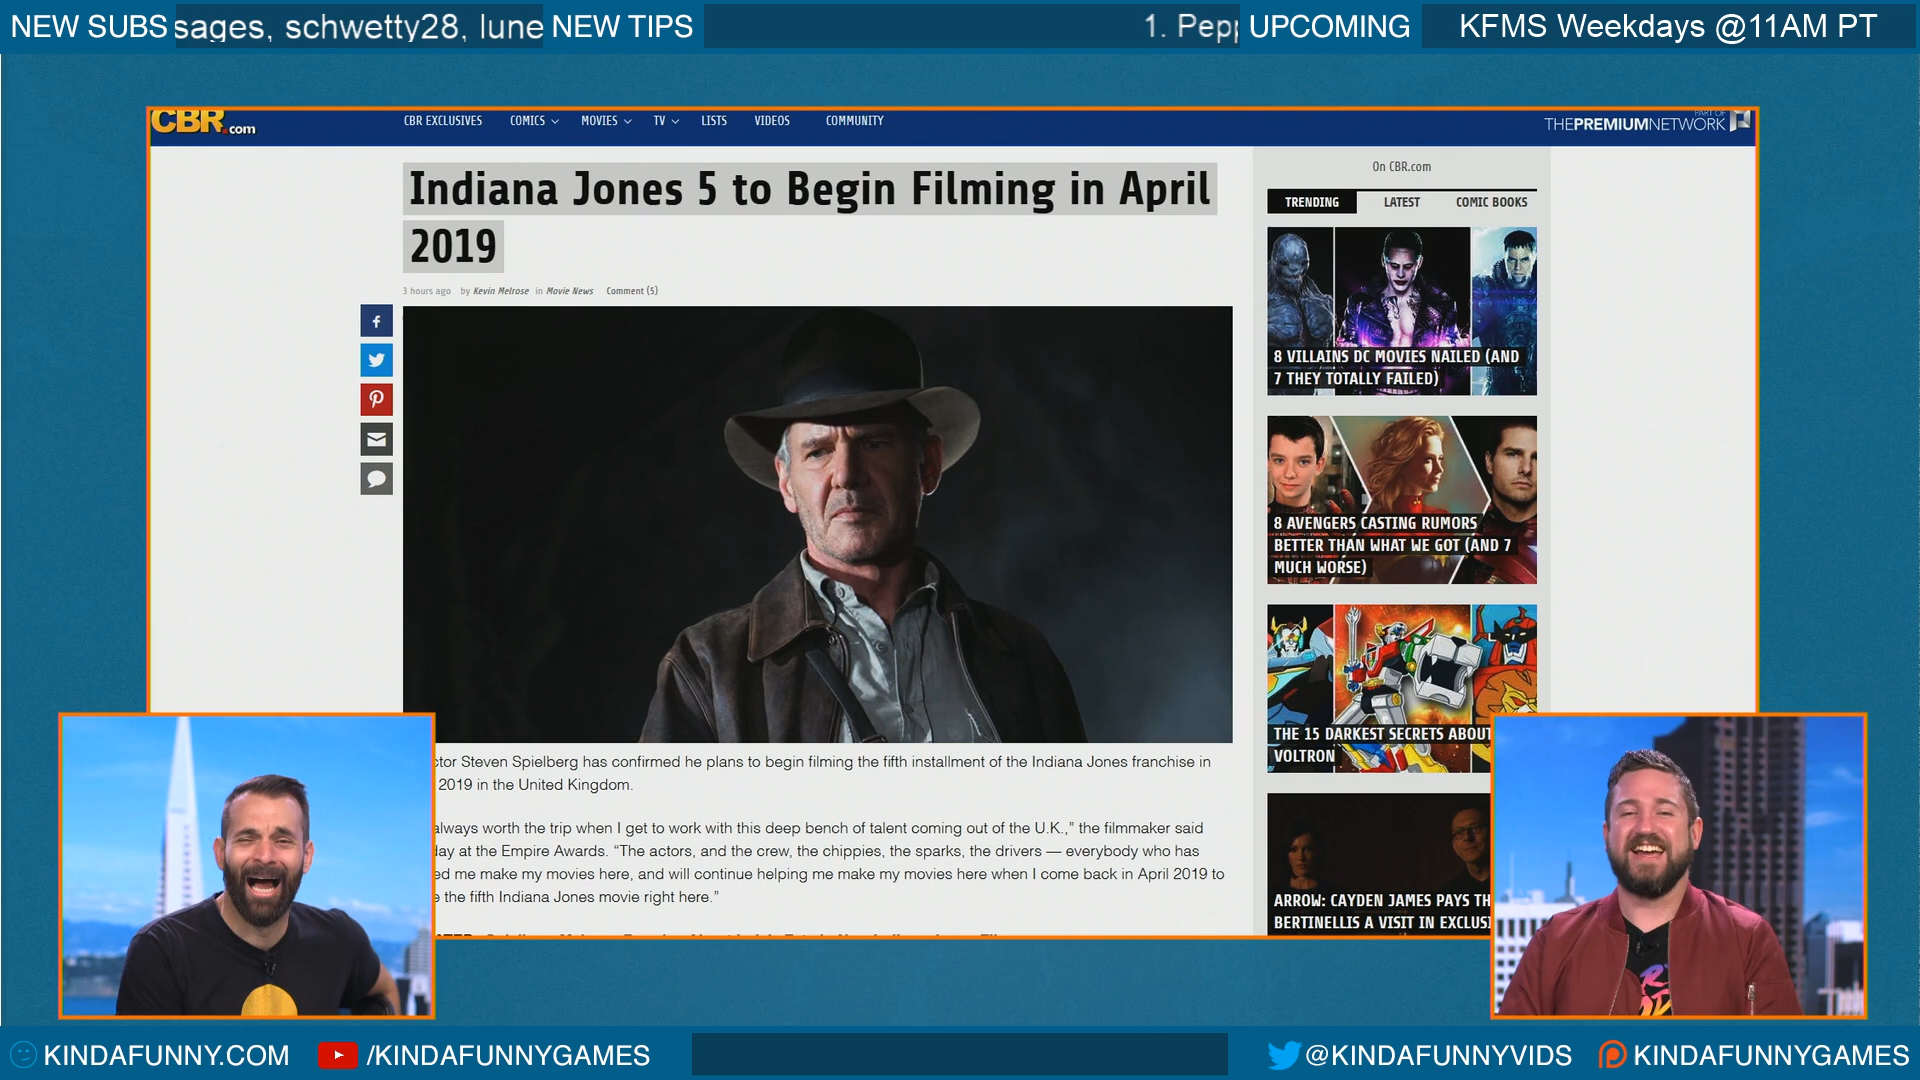 NEW SUBS
sages, schwetty28, lune
NEW TIPS
1. Pepp
UPCOMING
KFMS Weekdays @11AM PT
CBR.com
CBR EXCLUSIVES
COMICS
MOVIES
TV
LISTS
VIDEOS
COMMUNITY
PART OF
THEPREMIUMNETWORK
Indiana Jones 5 to Begin Filming in April
2019
3 hours ago by Kevin Melrose in Movie News Comment (5)
ctor Steven Spielberg has confirmed he plans to begin filming the fifth installment of the Indiana Jones franchise in
2019 in the United Kingdom.
always worth the trip when I get to work with this deep bench of talent coming out of the U.K.,” the filmmaker said
day at the Empire Awards. “The actors, and the crew, the chippies, the sparks, the drivers — everybody who has
ed me make my movies here, and will continue helping me make my movies here when I come back in April 2019 to
e the fifth Indiana Jones movie right here.”
On CBR.com
TRENDING
LATEST
COMIC BOOKS
8 VILLAINS DC MOVIES NAILED (AND
7 THEY TOTALLY FAILED)
8 AVENGERS CASTING RUMORS
BETTER THAN WHAT WE GOT (AND 7
MUCH WORSE)
THE 15 DARKEST SECRETS ABOUT
VOLTRON
ARROW: CAYDEN JAMES PAYS TH
BERTINELLIS A VISIT IN EXCLUSI
KINDAFUNNY.COM
/KINDAFUNNYGAMES
@KINDAFUNNYVIDS
KINDAFUNNYGAMES